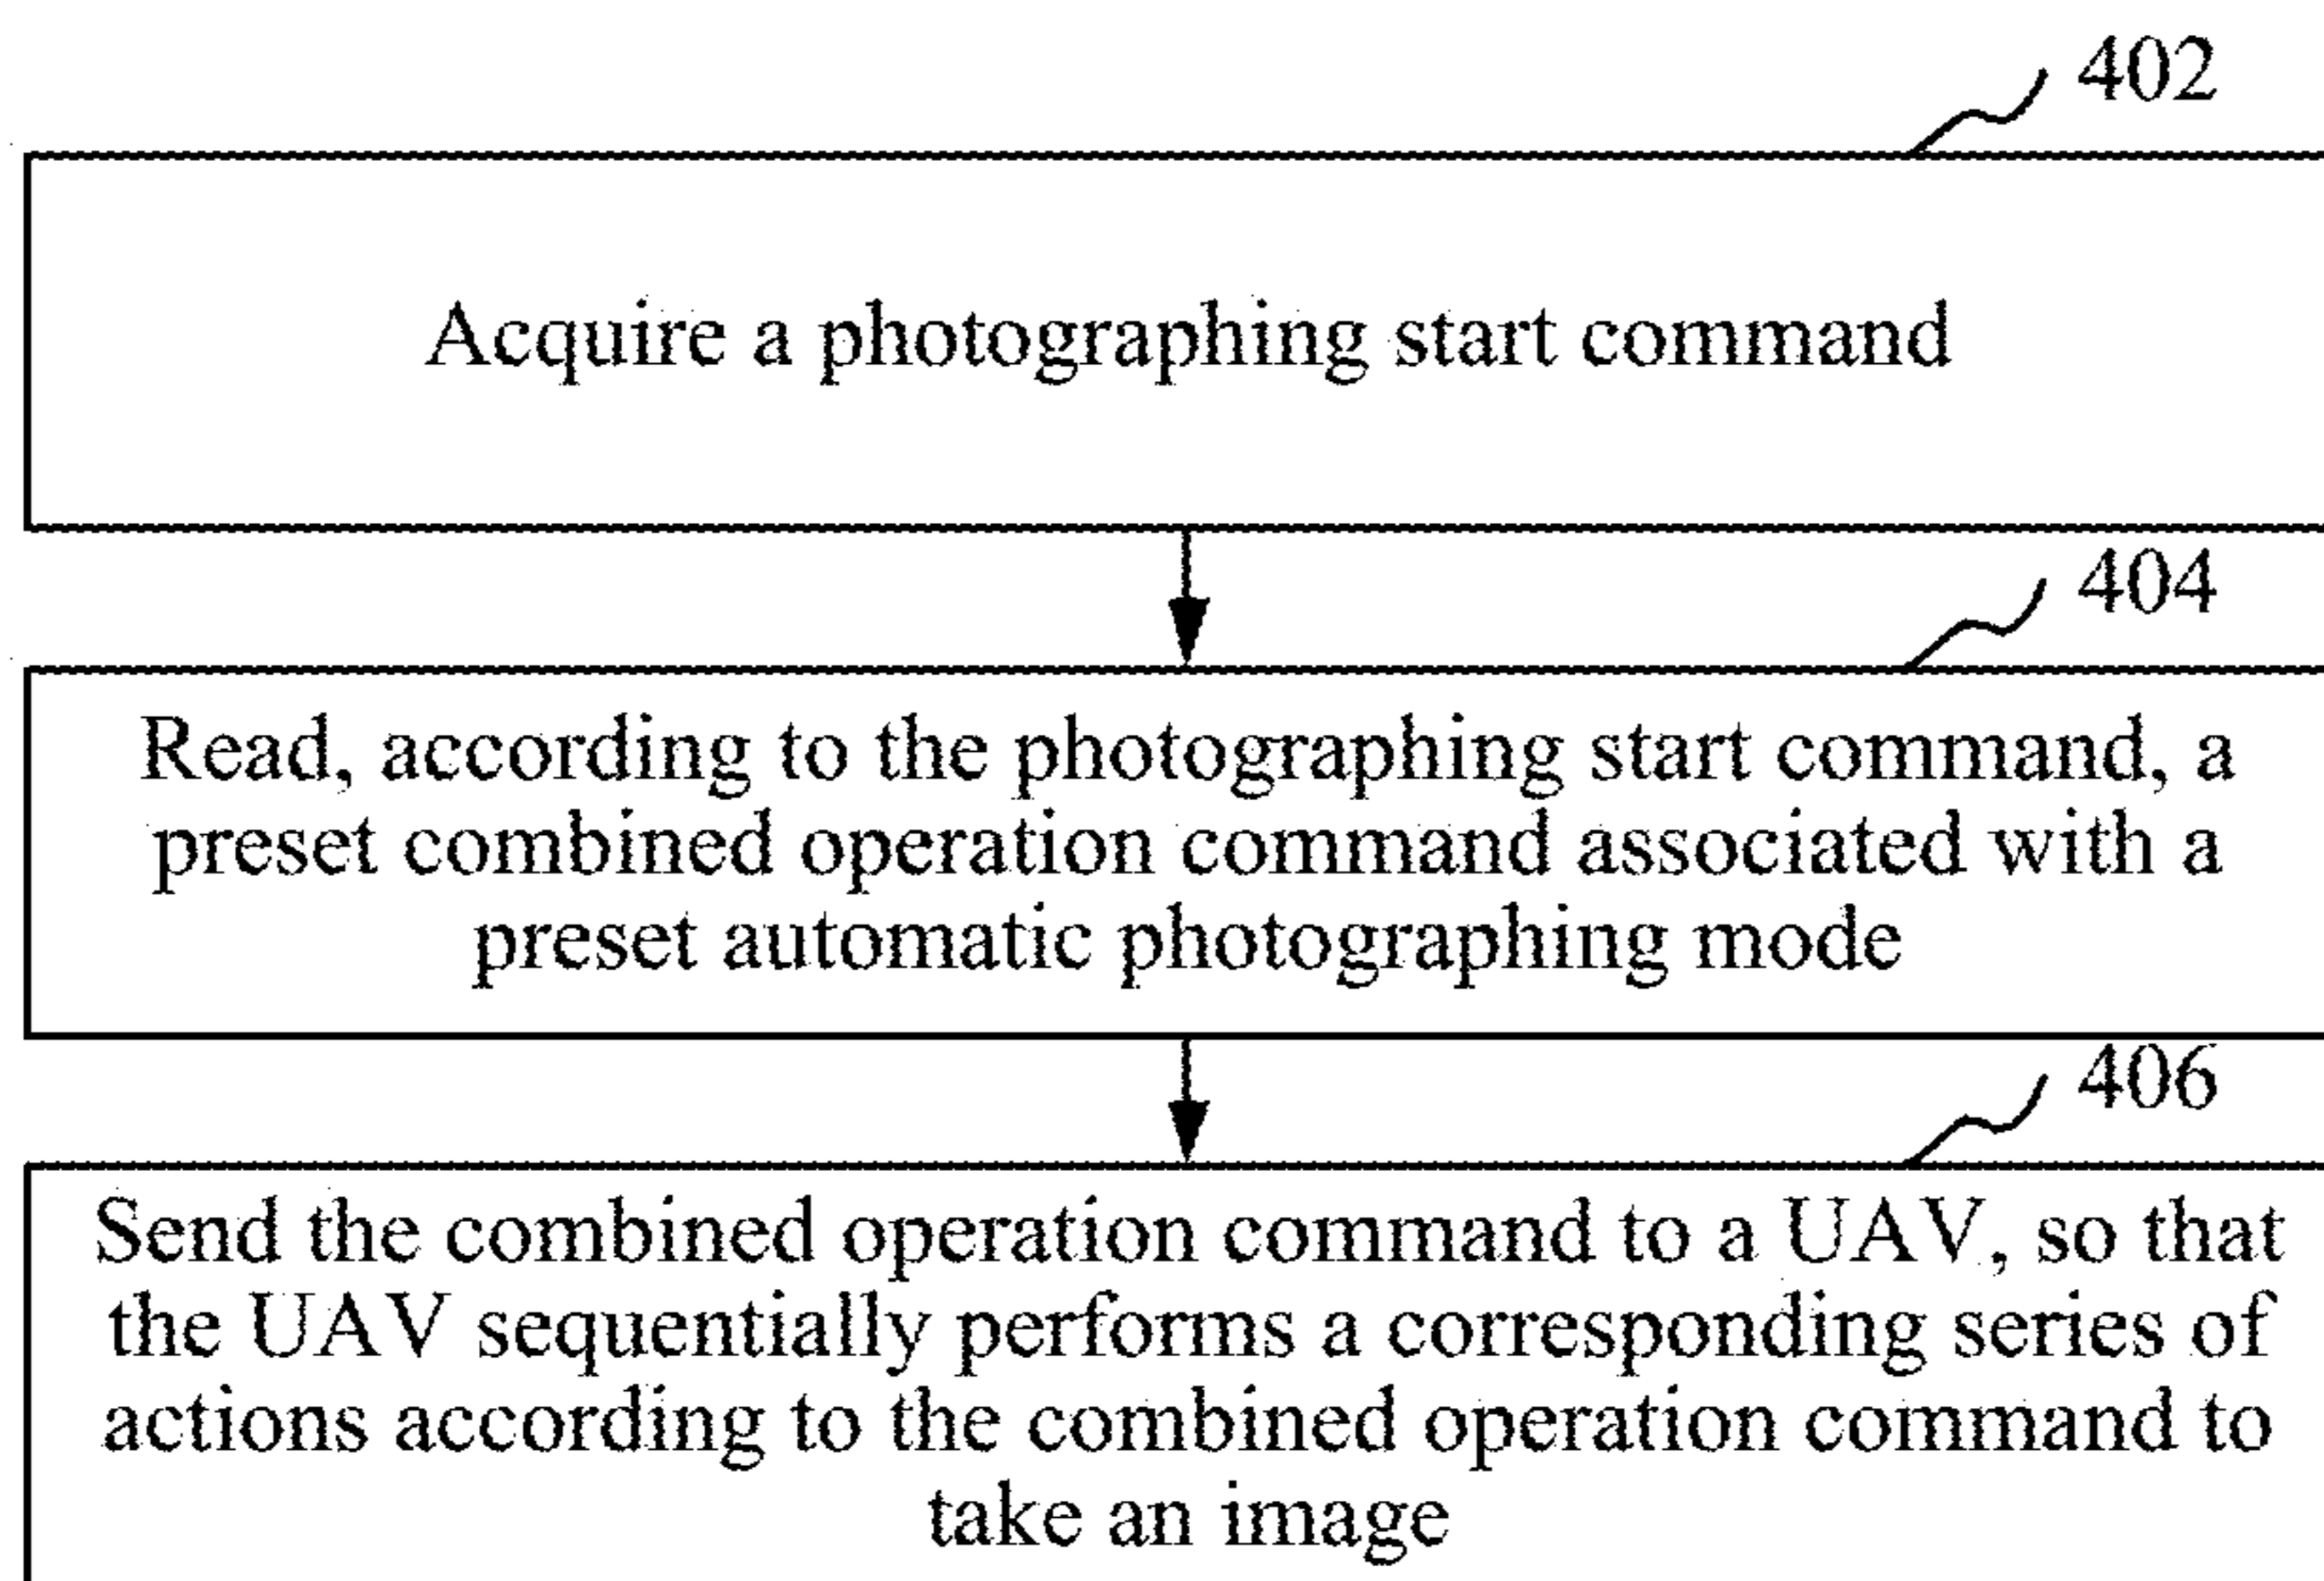 402
Acquire a photographing start command
404
Read, according to the photographing start command, a
preset combined operation command associated with a
preset automatic photographing mode
406
Send the combined operation command to a UAV, so that
the UAV sequentially performs a corresponding series of
actions according to the combined operation command to
take an image